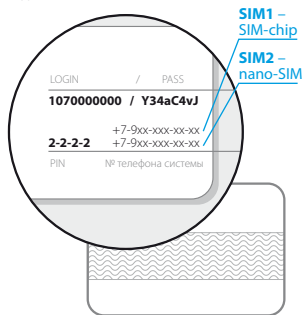 SIM1 –
SIM-chip
SIM2 –
nano-SIM
LOGIN / PASS
1070000000 / Y34aC4vJ
+7-9xx-xxx-xx-xx
2-2-2-2 +7-9xx-xxx-xx-xx
PIN № телефона системы